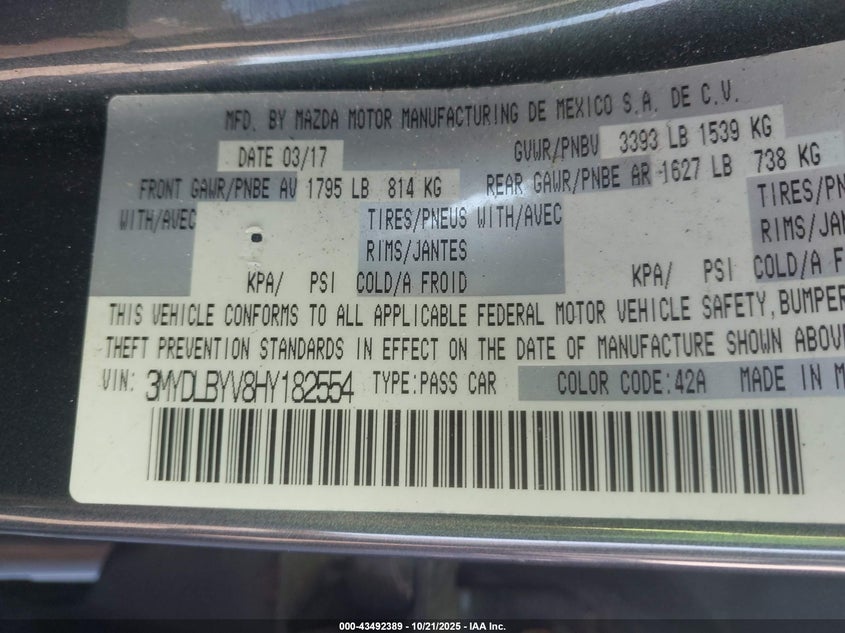 MFD. BY MAZDA MOTOR MANUFACTURING DE MEXICO S.A. DE C.V.
DATE 03/17 GVWR/PNBV 3393 LB 1539 KG
FRONT GAWR/PNBE AV 1795 LB 814 KG REAR GAWR/PNBE AR 1627 LB 738 KG
WITH/AVEC TIRES/PNEUS WITH/AVEC TIRES/PN
RIMS/JANTES RIMS/JAN
KPA/ PSI COLD/A FROID KPA/ PSI COLD/A F
THIS VEHICLE CONFORMS TO ALL APPLICABLE FEDERAL MOTOR VEHICLE SAFETY, BUMPER
THEFT PREVENTION STANDARDS IN EFFECT ON THE DATE OF MANUFACTURE SHOWN ABOV
VIN: 3MYDLBYV8HY182554 TYPE:PASS CAR COLOR CODE:42A MADE IN M
000-43492389 - 10/21/2025 - IAA Inc.